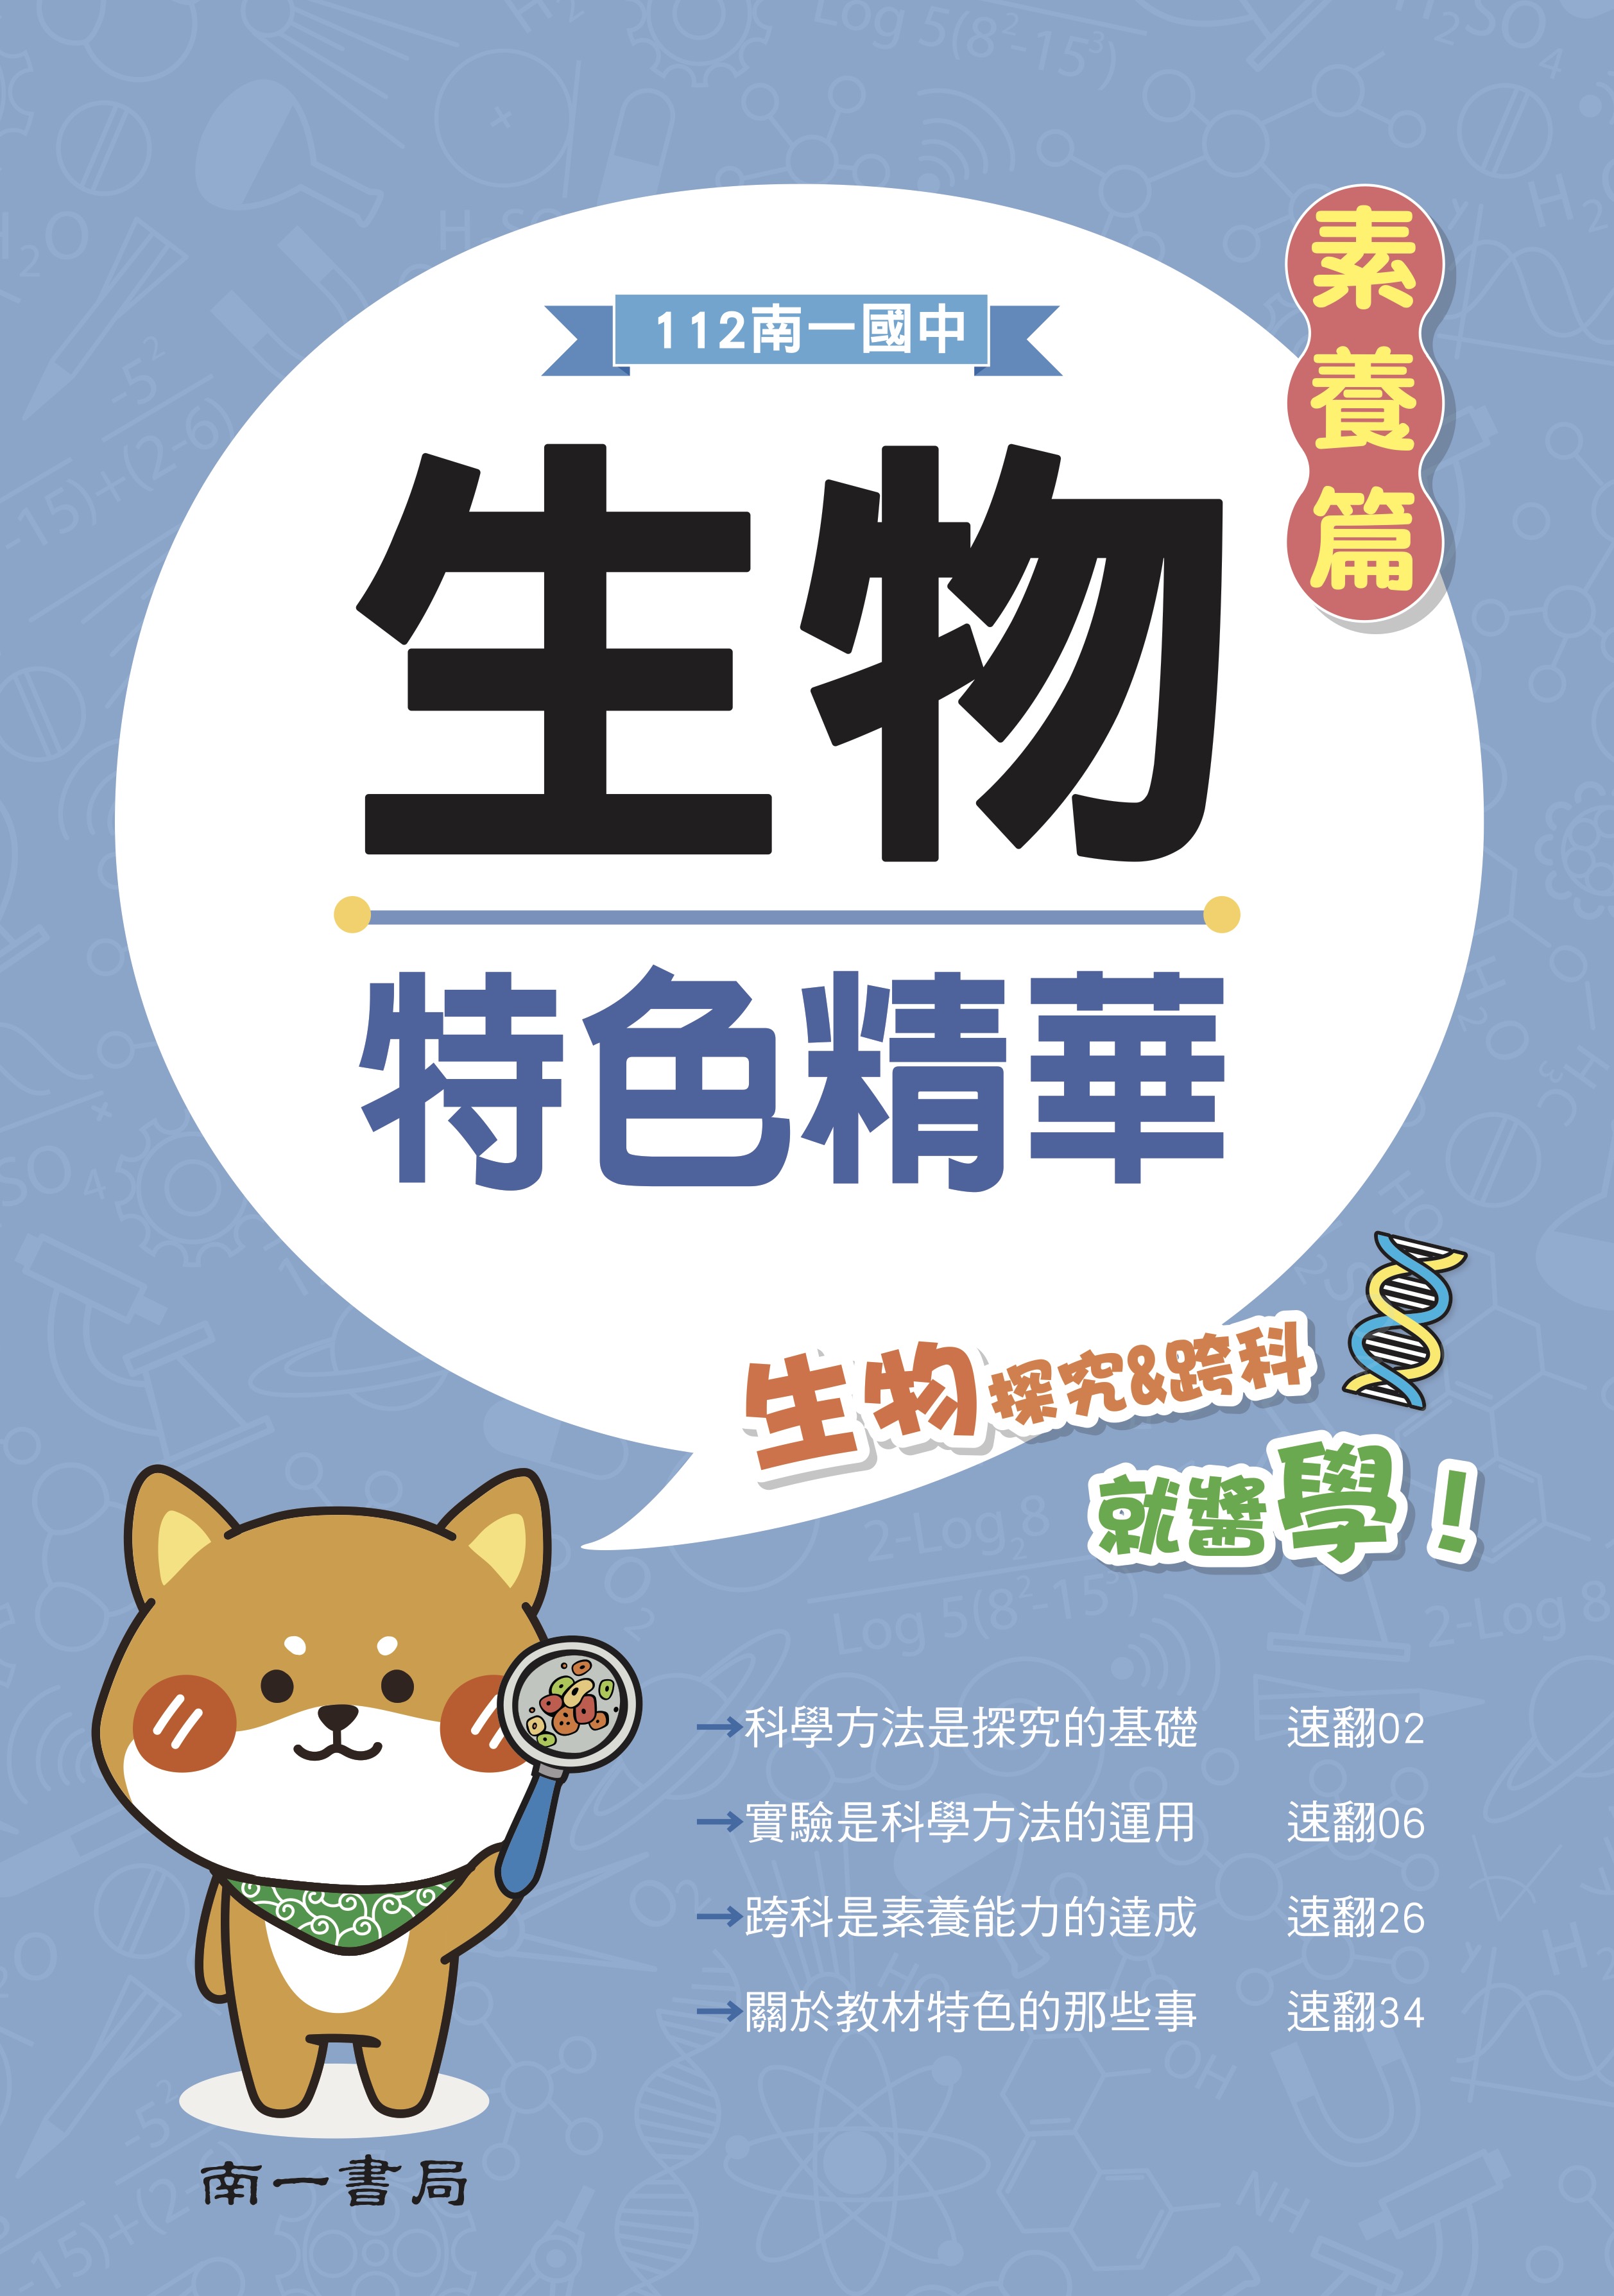 112南一國中
素養篇
生物
特色精華
生物探究&跨科
就醬學！
→科學方法是探究的基礎 速翻02
→實驗是科學方法的運用 速翻06
→跨科是素養能力的達成 速翻26
→關於教材特色的那些事 速翻34
南一書局